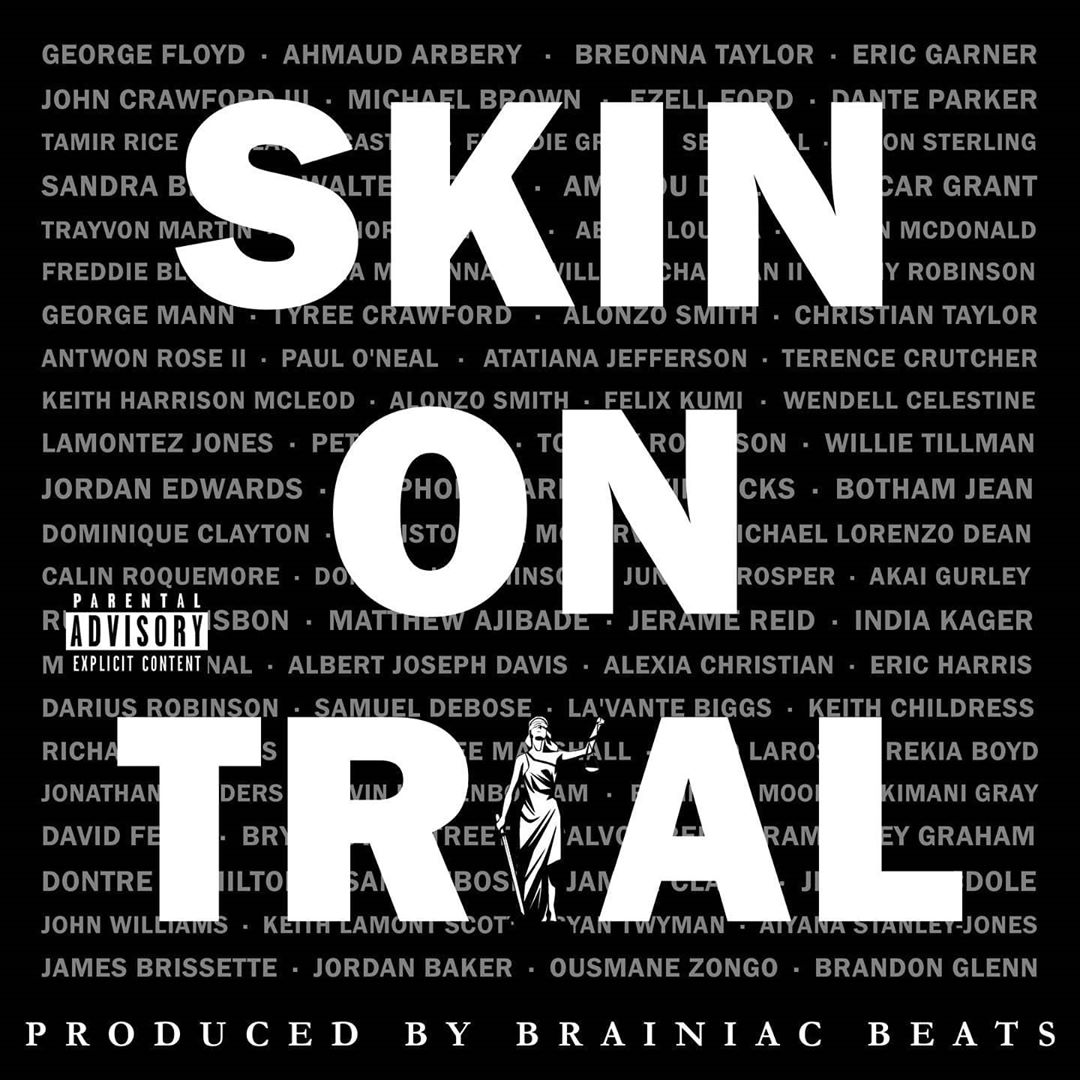 GEORGE FLOYD · AHMAUD ARBERY · BREONNA TAYLOR · ERIC GARNER
JOHN CRAWFORD III · MICHAEL BROWN · EZELL FORD · DANTE PARKER
TAMIR RICE STERLING
SANDRA GRANT
TRAYVON MARTIN · MCDONALD
FREDDIE II ROBINSON
SKIN
GEORGE MANN · TYREE CRAWFORD · ALONZO SMITH · CHRISTIAN TAYLOR
ANTWON ROSE II · PAUL O'NEAL · ATATIANA JEFFERSON · TERENCE CRUTCHER
KEITH HARRISON MCLEOD · ALONZO SMITH · FELIX KUMI · WENDELL CELESTINE
LAMONTEZ JONES · WILLIE TILLMAN
JORDAN EDWARDS · BOTHAM JEAN
ON
DOMINIQUE CLAYTON · MICHAEL LORENZO DEAN
CALIN ROQUEMORE · PROSPER · AKAI GURLEY
PARENTAL
ADVISORY
EXPLICIT CONTENT
MATTHEW AJIBADE · JERAME REID · INDIA KAGER
ALBERT JOSEPH DAVIS · ALEXIA CHRISTIAN · ERIC HARRIS
DARIUS ROBINSON · SAMUEL DEBOSE · LA'VANTE BIGGS · KEITH CHILDRESS
REKIA BOYD
TRIAL
JONATHAN · KIMANI GRAY
DAVID GRAHAM
DONTRE
JOHN WILLIAMS · KEITH LAMONT SCOTT TWYMAN · AIYANA STANLEY-JONES
JAMES BRISSETTE · JORDAN BAKER · OUSMANE ZONGO · BRANDON GLENN
PRODUCED BY BRAINIAC BEATS